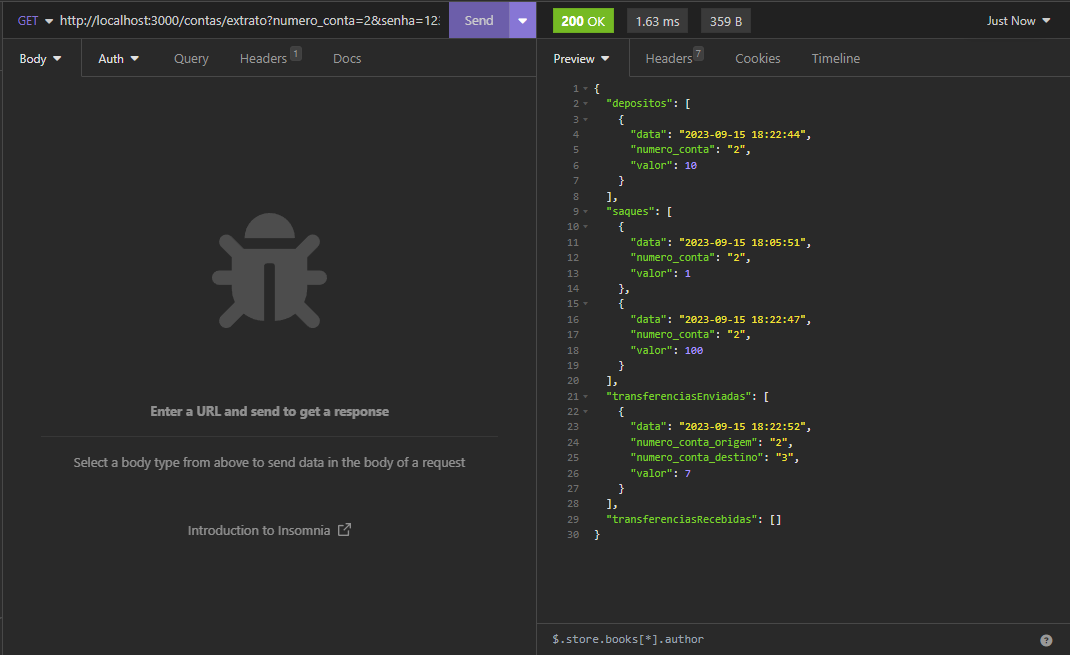 GET http://localhost:3000/contas/extrato?numero_conta=2&senha=123 Send
200 OK 1.63 ms 359 B Just Now
Body Auth Query Headers 1 Docs
Preview Headers 7 Cookies Timeline
Enter a URL and send to get a response
Select a body type from above to send data in the body of a request
Introduction to Insomnia
1 {
2 "depositos": [
3 {
4 "data": "2023-09-15 18:22:44",
5 "numero_conta": "2",
6 "valor": 10
7 }
8 ],
9 "saques": [
10 {
11 "data": "2023-09-15 18:05:51",
12 "numero_conta": "2",
13 "valor": 1
14 },
15 {
16 "data": "2023-09-15 18:22:47",
17 "numero_conta": "2",
18 "valor": 100
19 }
20 ],
21 "transferenciasEnviadas": [
22 {
23 "data": "2023-09-15 18:22:52",
24 "numero_conta_origem": "2",
25 "numero_conta_destino": "3",
26 "valor": 7
27 }
28 ],
29 "transferenciasRecebidas": []
30 }
$.store.books[*].author
?